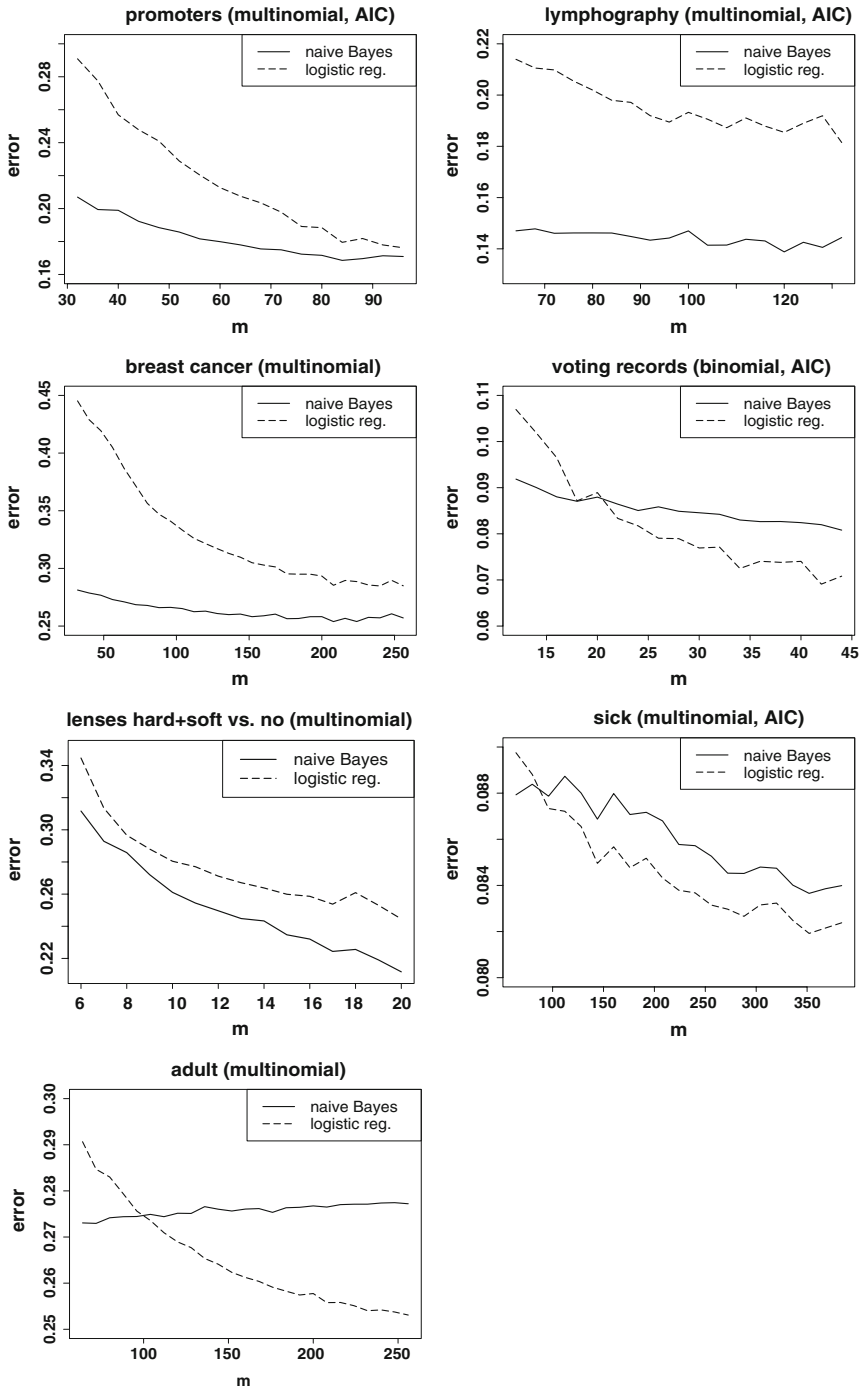 promoters (multinomial, AIC)
naive Bayes
logistic reg.
error
0.16 0.20 0.24 0.28
30 40 50 60 70 80 90
m
lymphography (multinomial, AIC)
naive Bayes
logistic reg.
error
0.14 0.16 0.18 0.20 0.22
70 80 90 100 120
m
breast cancer (multinomial)
naive Bayes
logistic reg.
error
0.25 0.30 0.35 0.40 0.45
50 100 150 200 250
m
voting records (binomial, AIC)
naive Bayes
logistic reg.
error
0.06 0.07 0.08 0.09 0.10 0.11
15 20 25 30 35 40 45
m
lenses hard+soft vs. no (multinomial)
naive Bayes
logistic reg.
error
0.22 0.26 0.30 0.34
6 8 10 12 14 16 18 20
m
sick (multinomial, AIC)
naive Bayes
logistic reg.
error
0.080 0.084 0.088
100 150 200 250 300 350
m
adult (multinomial)
naive Bayes
logistic reg.
error
0.25 0.26 0.27 0.28 0.29 0.30
100 150 200 250
m